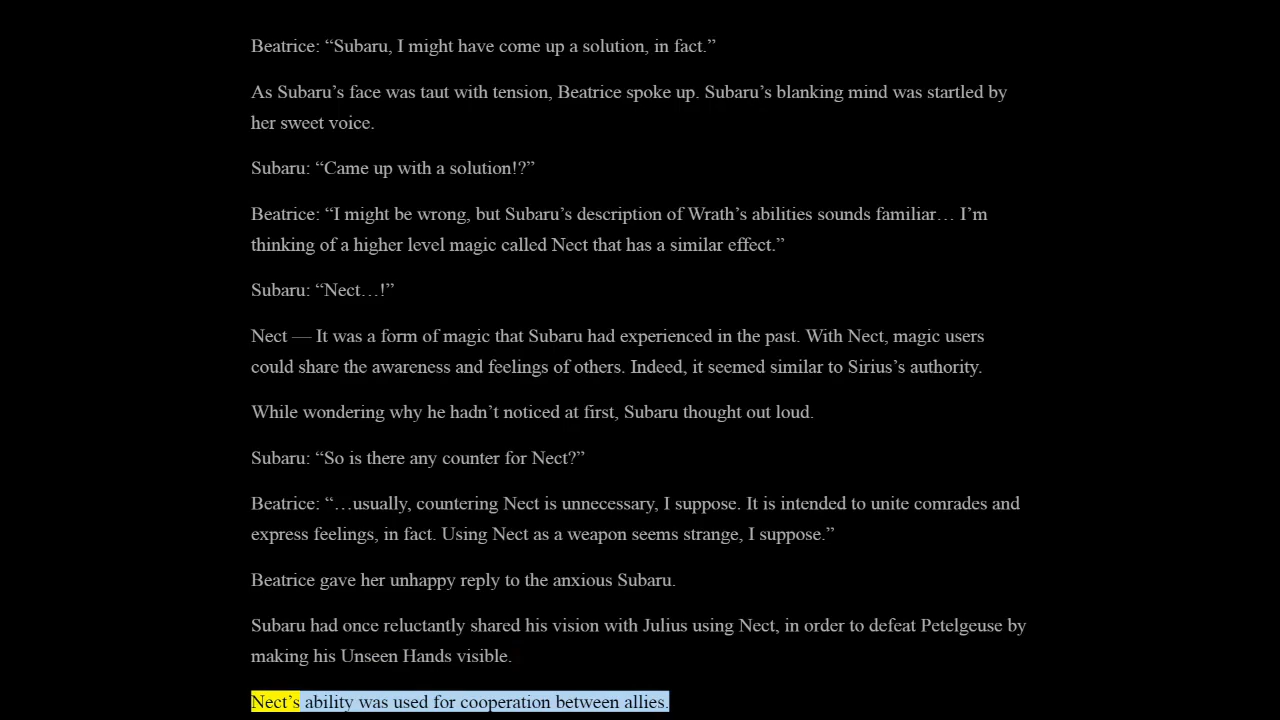 Beatrice: “Subaru, I might have come up a solution, in fact.”
As Subaru’s face was taut with tension, Beatrice spoke up. Subaru’s blanking mind was startled by
her sweet voice.
Subaru: “Came up with a solution!?”
Beatrice: “I might be wrong, but Subaru’s description of Wrath’s abilities sounds familiar… I’m
thinking of a higher level magic called Nect that has a similar effect.”
Subaru: “Nect…!”
Nect — It was a form of magic that Subaru had experienced in the past. With Nect, magic users
could share the awareness and feelings of others. Indeed, it seemed similar to Sirius’s authority.
While wondering why he hadn’t noticed at first, Subaru thought out loud.
Subaru: “So is there any counter for Nect?”
Beatrice: “…usually, countering Nect is unnecessary, I suppose. It is intended to unite comrades and
express feelings, in fact. Using Nect as a weapon seems strange, I suppose.”
Beatrice gave her unhappy reply to the anxious Subaru.
Subaru had once reluctantly shared his vision with Julius using Nect, in order to defeat Petelgeuse by
making his Unseen Hands visible.
Nect’s ability was used for cooperation between allies.